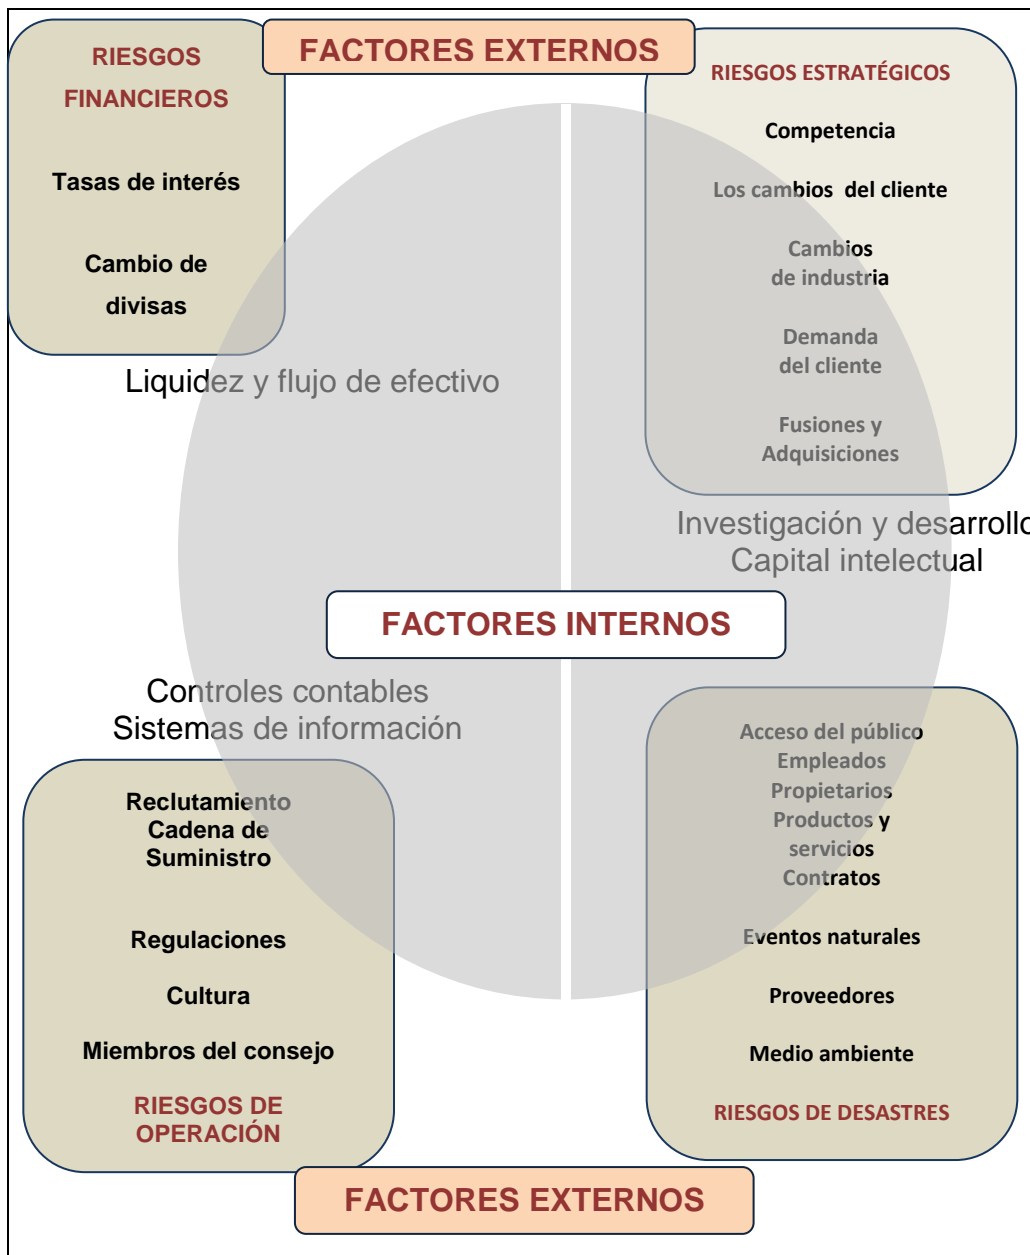 FACTORES EXTERNOS
RIESGOS
FINANCIEROS
Tasas de interés
Cambio de
divisas
RIESGOS ESTRATÉGICOS
Competencia
Los cambios del cliente
Cambios
de industria
Demanda
del cliente
Fusiones y
Adquisiciones
Liquidez y flujo de efectivo
Investigación y desarrollo
Capital intelectual
FACTORES INTERNOS
Controles contables
Sistemas de información
Reclutamiento
Cadena de
Suministro
Regulaciones
Cultura
Miembros del consejo
RIESGOS DE
OPERACIÓN
Acceso del público
Empleados
Propietarios
Productos y
servicios
Contratos
Eventos naturales
Proveedores
Medio ambiente
RIESGOS DE DESASTRES
FACTORES EXTERNOS